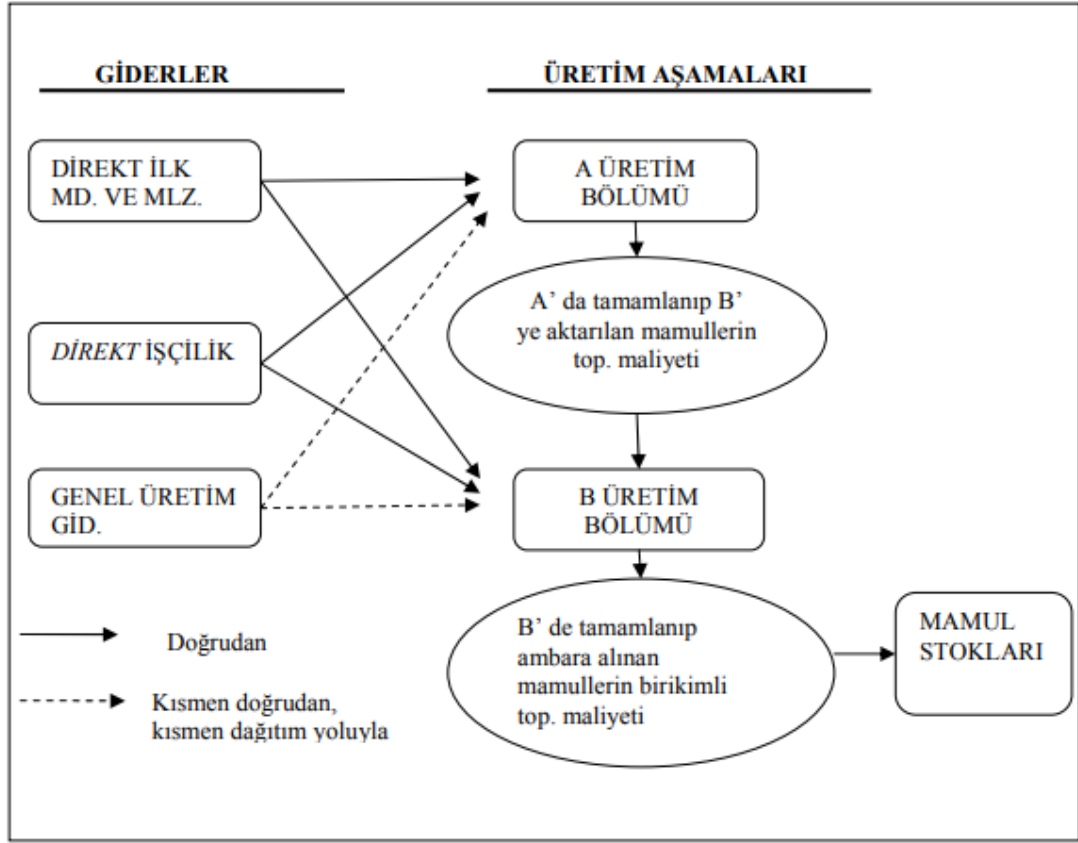 GİDERLER
ÜRETİM AŞAMALARI
DİREKT İLK
MD. VE MLZ.
A ÜRETİM
BÖLÜMÜ
A’ da tamamlanıp B’
ye aktarılan mamullerin
top. maliyeti
DİREKT İŞÇİLİK
GENEL ÜRETİM
GİD.
B ÜRETİM
BÖLÜMÜ
B’ de tamamlanıp
ambara alınan
mamullerin birikimli
top. maliyeti
MAMUL
STOKLARI
Doğrudan
Kısmen doğrudan,
kısmen dağıtım yoluyla